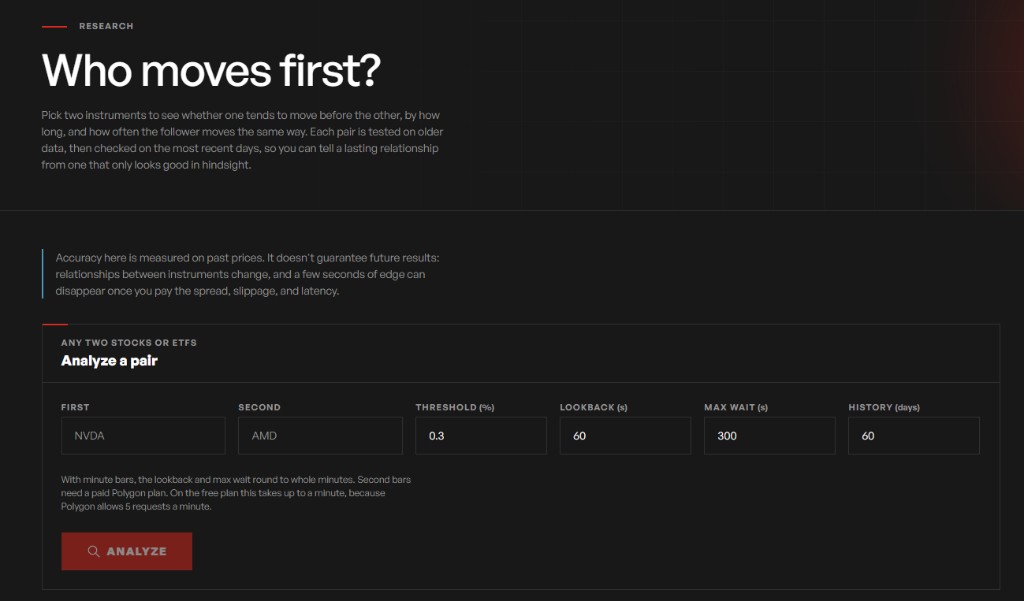 RESEARCH
Who moves first?
Pick two instruments to see whether one tends to move before the other, by how
long, and how often the follower moves the same way. Each pair is tested on older
data, then checked on the most recent days, so you can tell a lasting relationship
from one that only looks good in hindsight.
Accuracy here is measured on past prices. It doesn't guarantee future results:
relationships between instruments change, and a few seconds of edge can
disappear once you pay the spread, slippage, and latency.
ANY TWO STOCKS OR ETFS
Analyze a pair
FIRST SECOND THRESHOLD (%) LOOKBACK (s) MAX WAIT (s) HISTORY (days)
NVDA AMD 0.3 60 300 60
With minute bars, the lookback and max wait round to whole minutes. Second bars
need a paid Polygon plan. On the free plan this takes up to a minute, because
Polygon allows 5 requests a minute.
ANALYZE